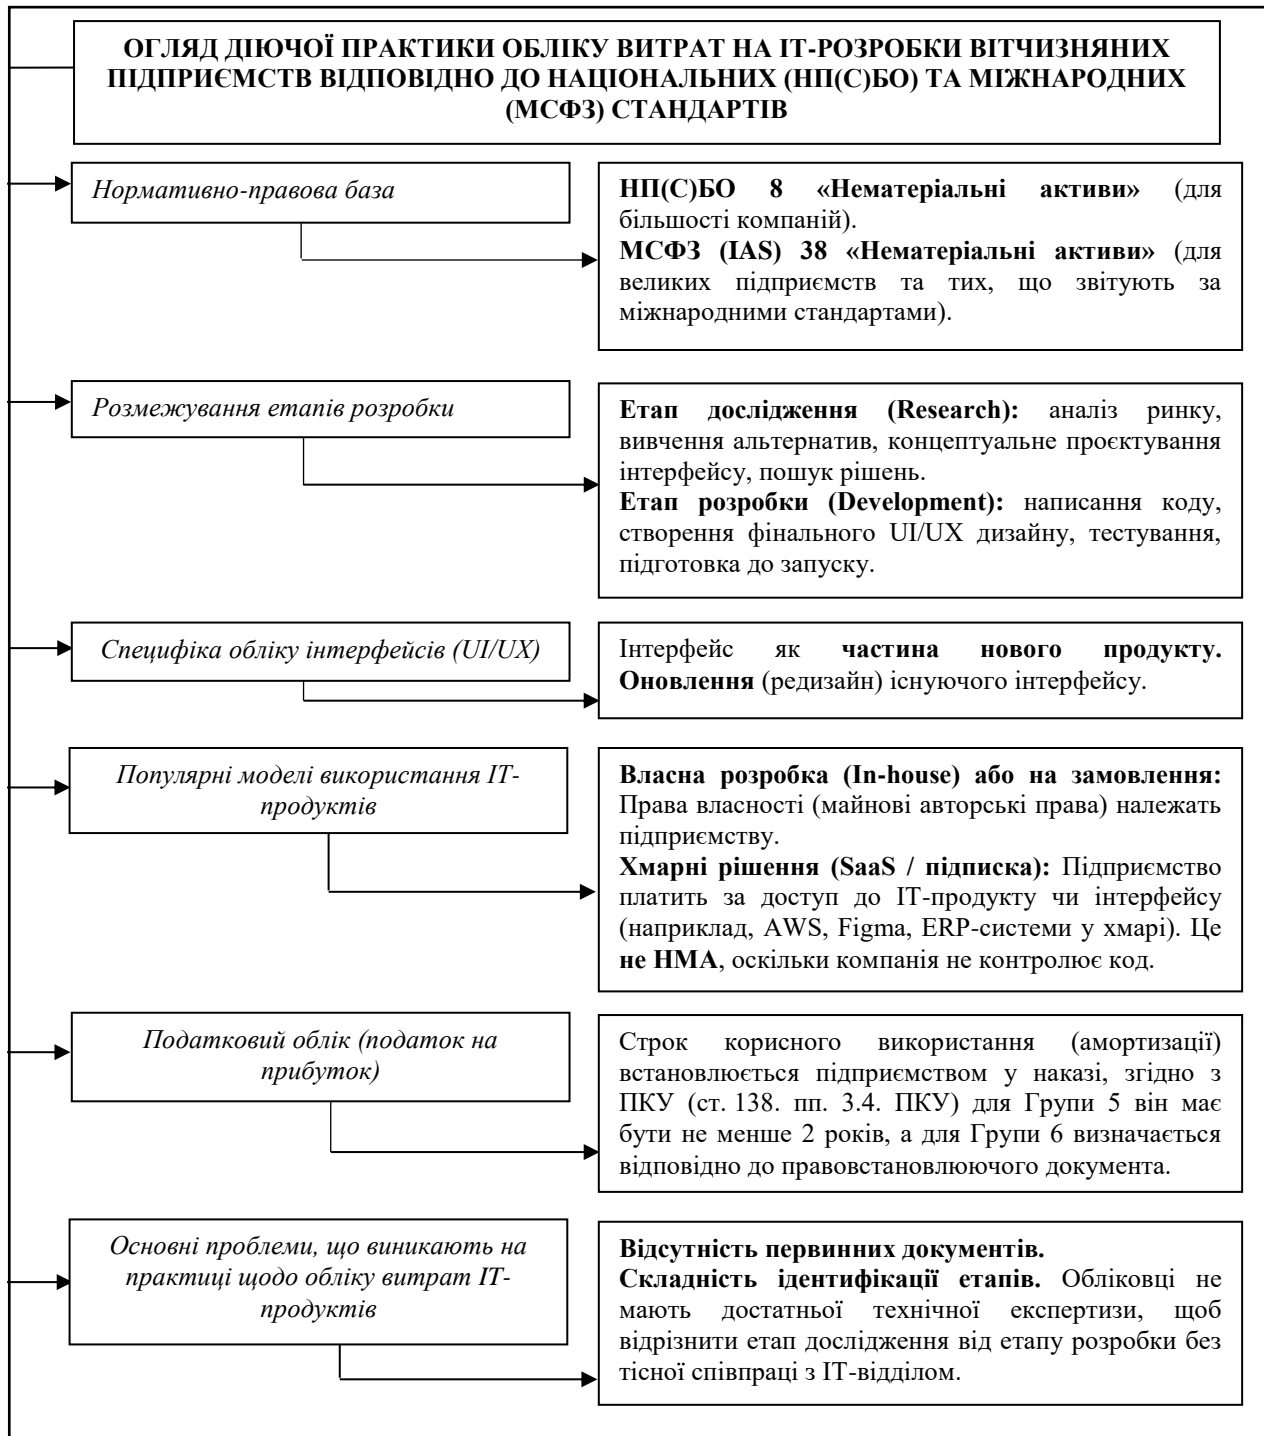 ОГЛЯД ДІЮЧОЇ ПРАКТИКИ ОБЛІКУ ВИТРАТ НА ІТ-РОЗРОБКИ ВІТЧИЗНЯНИХ
ПІДПРИЄМСТВ ВІДПОВІДНО ДО НАЦІОНАЛЬНИХ (НП(С)БО) ТА МІЖНАРОДНИХ
(МСФЗ) СТАНДАРТІВ
Нормативно-правова база
НП(С)БО 8 «Нематеріальні активи» (для
більшості компаній).
МСФЗ (IAS) 38 «Нематеріальні активи» (для
великих підприємств та тих, що звітують за
міжнародними стандартами).
Розмежування етапів розробки
Етап дослідження (Research): аналіз ринку,
вивчення альтернатив, концептуальне проєктування
інтерфейсу, пошук рішень.
Етап розробки (Development): написання коду,
створення фінального UI/UX дизайну, тестування,
підготовка до запуску.
Специфіка обліку інтерфейсів (UI/UX)
Інтерфейс як частина нового продукту.
Оновлення (редизайн) існуючого інтерфейсу.
Популярні моделі використання ІТ-
продуктів
Власна розробка (In-house) або на замовлення:
Права власності (майнові авторські права) належать
підприємству.
Хмарні рішення (SaaS / підписка): Підприємство
платить за доступ до ІТ-продукту чи інтерфейсу
(наприклад, AWS, Figma, ERP-системи у хмарі). Це
не НМА, оскільки компанія не контролює код.
Податковий облік (податок на
прибуток)
Строк корисного використання (амортизації)
встановлюється підприємством у наказі, згідно з
ПКУ (ст. 138. пп. 3.4. ПКУ) для Групи 5 він має
бути не менше 2 років, а для Групи 6 визначається
відповідно до правовстановлюючого документа.
Основні проблеми, що виникають на
практиці щодо обліку витрат ІТ-
продуктів
Відсутність первинних документів.
Складність ідентифікації етапів. Обліковці не
мають достатньої технічної експертизи, щоб
відрізнити етап дослідження від етапу розробки без
тісної співпраці з ІТ-відділом.